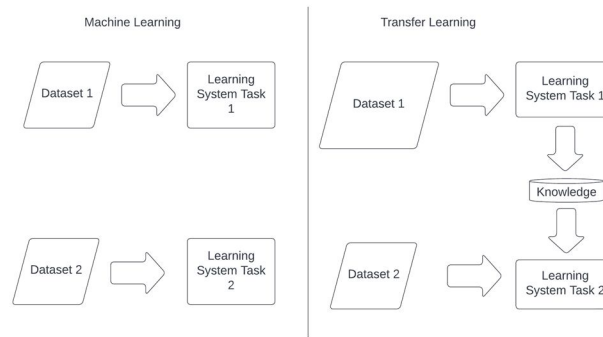 Machine Learning
Dataset 1
Learning
System Task
1
Dataset 2
Learning
System Task
2
Transfer Learning
Dataset 1
Learning
System Task 1
Knowledge
Dataset 2
Learning
System Task 2